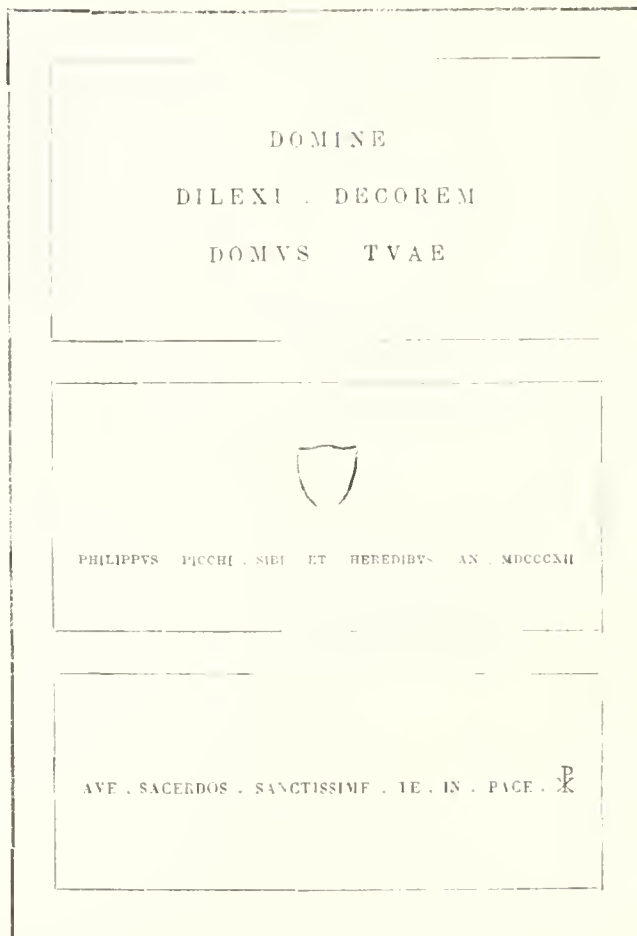 DOMINE
DILEXI . DECOREM
DOMVS TVAE
PHILIPPVS PICCHI . SIBI ET HEREDIBVS AN . MDCCCXII
AVE . SACERDOS . SANCTISSIME . TE . IN . PACE . ☧